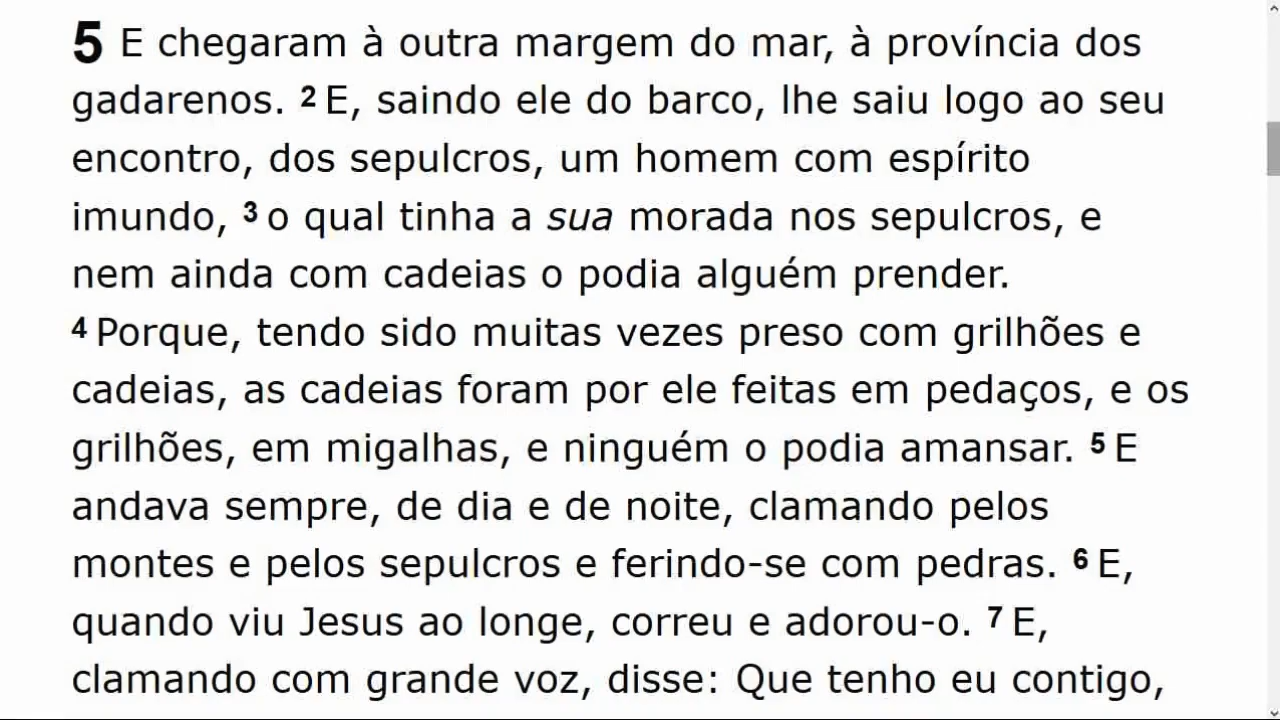 5 E chegaram à outra margem do mar, à província dos
gadarenos. 2 E, saindo ele do barco, lhe saiu logo ao seu
encontro, dos sepulcros, um homem com espírito
imundo, 3 o qual tinha a sua morada nos sepulcros, e
nem ainda com cadeias o podia alguém prender.
4 Porque, tendo sido muitas vezes preso com grilhões e
cadeias, as cadeias foram por ele feitas em pedaços, e os
grilhões, em migalhas, e ninguém o podia amansar. 5 E
andava sempre, de dia e de noite, clamando pelos
montes e pelos sepulcros e ferindo-se com pedras. 6 E,
quando viu Jesus ao longe, correu e adorou-o. 7 E,
clamando com grande voz, disse: Que tenho eu contigo,